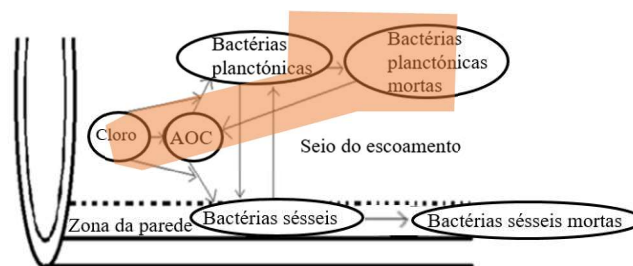 Bactérias
planctónicas
Bactérias
planctónicas
mortas
Cloro
AOC
Seio do escoamento
Zona da parede
Bactérias sésseis
Bactérias sésseis mortas